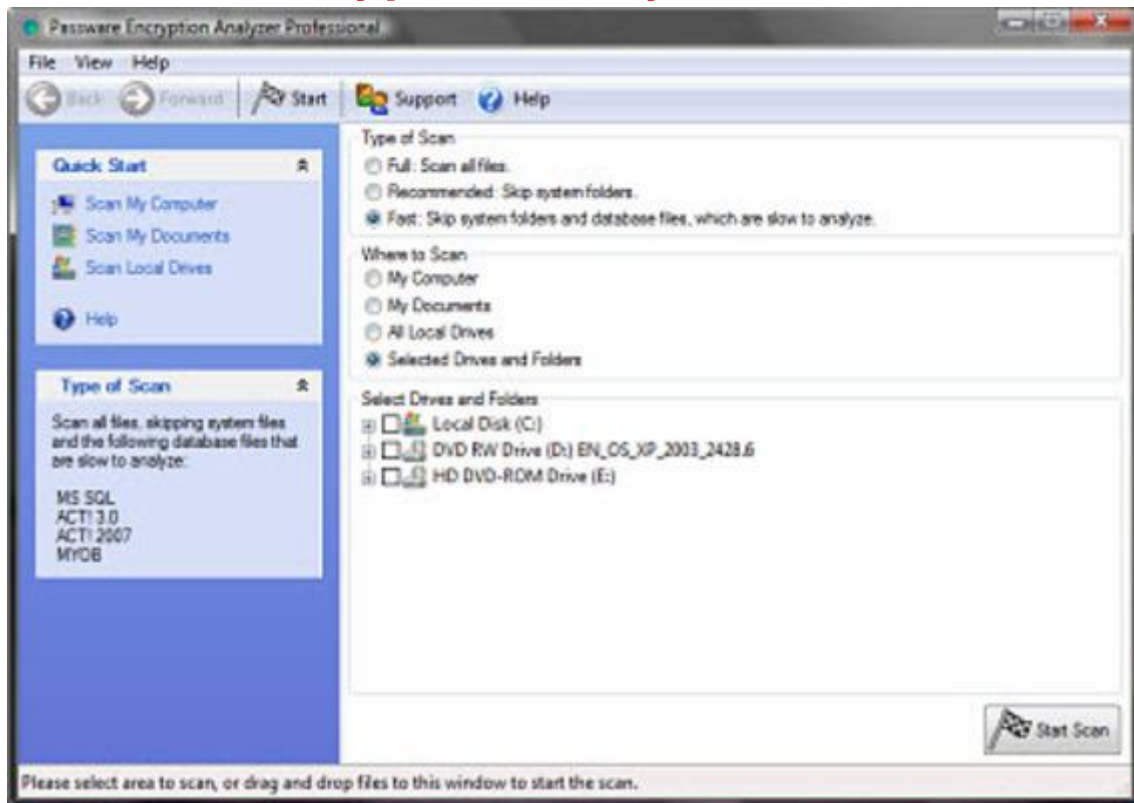 Passware Encryption Analyzer Professional
File View Help
Back Forward Start Support Help
Quick Start
Scan My Computer
Scan My Documents
Scan Local Drives
Help
Type of Scan
Scan all files, skipping system files
and the following database files that
are slow to analyze:
MS SQL
ACT! 3.0
ACT! 2007
MYOB
Type of Scan
Full: Scan all files.
Recommended: Skip system folders.
Fast: Skip system folders and database files, which are slow to analyze.
Where to Scan
My Computer
My Documents
All Local Drives
Selected Drives and Folders
Select Drives and Folders
Local Disk (C:)
DVD RW Drive (D:) EN_OS_XP_2003_2428.6
HD DVD-ROM Drive (E:)
Start Scan
Please select area to scan, or drag and drop files to this window to start the scan.